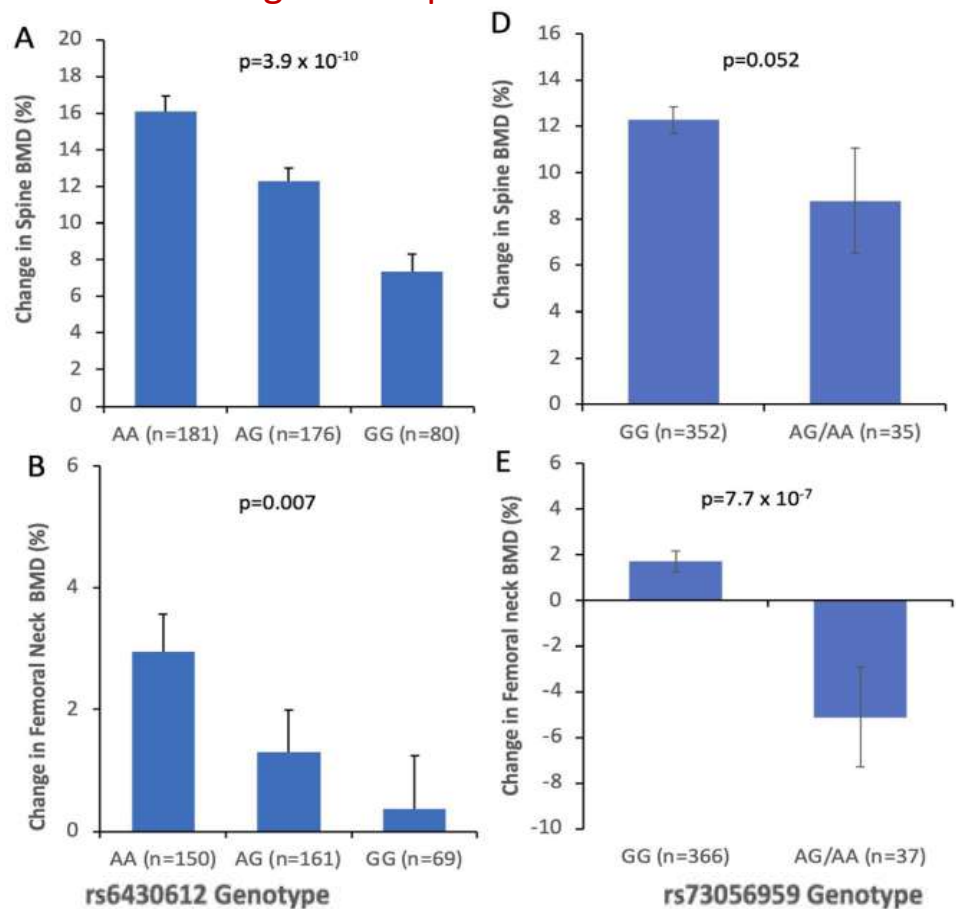 A
Change in Spine BMD (%)
20
18
16
14
12
10
8
6
4
2
0
p=3.9 x 10-10
AA (n=181) AG (n=176) GG (n=80)
B
Change in Femoral Neck BMD (%)
6
4
2
0
p=0.007
AA (n=150) AG (n=161) GG (n=69)
rs6430612 Genotype
D
Change in Spine BMD (%)
16
14
12
10
8
6
4
2
0
p=0.052
GG (n=352) AG/AA (n=35)
E
Change in Femoral neck BMD (%)
6
4
2
0
-2
-4
-6
-8
-10
p=7.7 x 10-7
GG (n=366) AG/AA (n=37)
rs73056959 Genotype